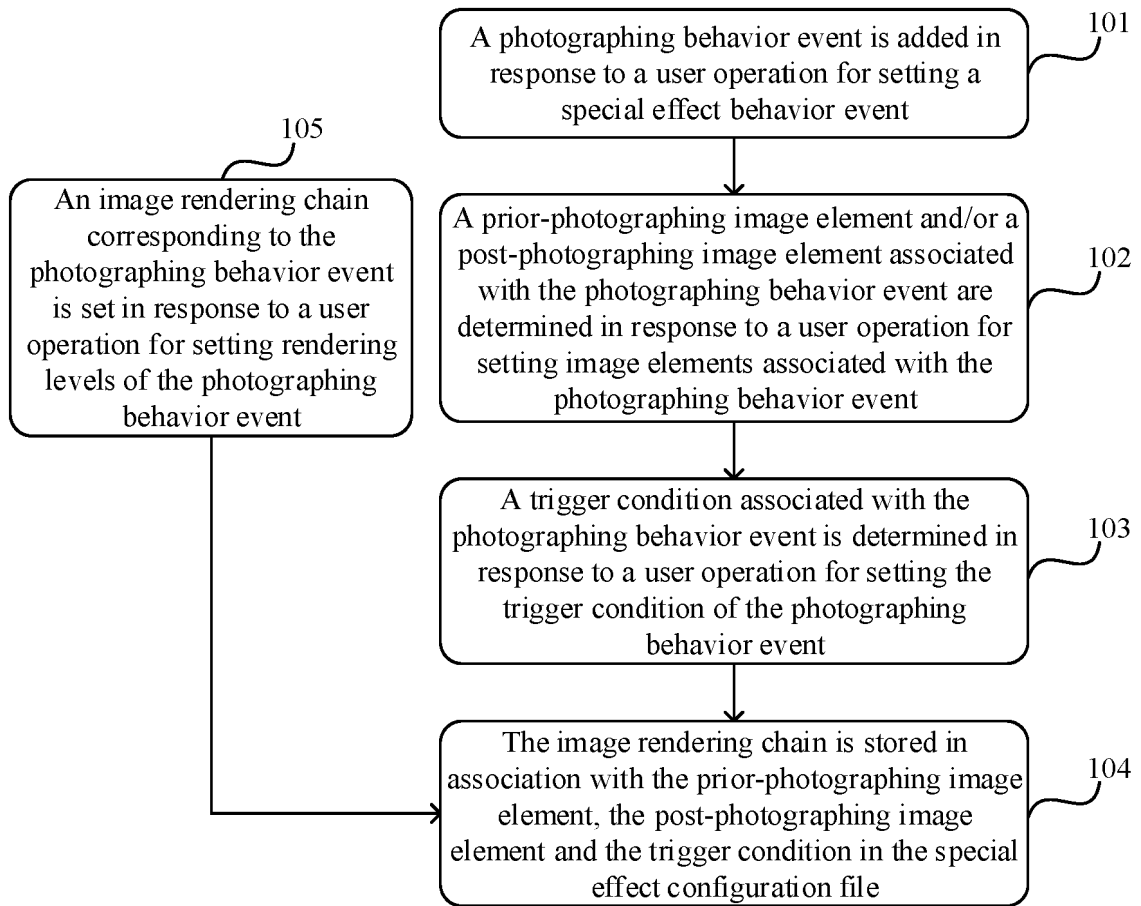 101
A photographing behavior event is added in
response to a user operation for setting a
special effect behavior event
105
An image rendering chain
corresponding to the
photographing behavior event
is set in response to a user
operation for setting rendering
levels of the photographing
behavior event
102
A prior-photographing image element and/or a
post-photographing image element associated
with the photographing behavior event are
determined in response to a user operation for
setting image elements associated with the
photographing behavior event
103
A trigger condition associated with the
photographing behavior event is determined in
response to a user operation for setting the
trigger condition of the photographing
behavior event
104
The image rendering chain is stored in
association with the prior-photographing image
element, the post-photographing image
element and the trigger condition in the special
effect configuration file